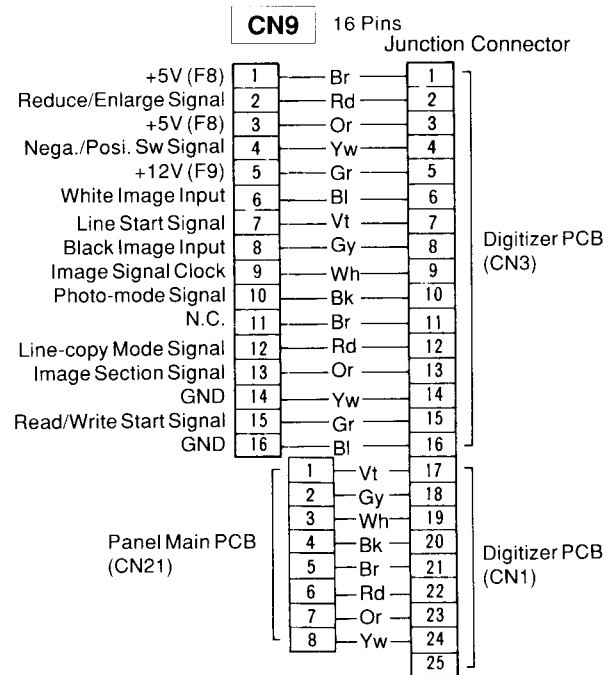 CN9 16 Pins
Junction Connector
+5V (F8) 1 Br 1
Reduce/Enlarge Signal 2 Rd 2
+5V (F8) 3 Or 3
Nega./Posi. Sw Signal 4 Yw 4
+12V (F9) 5 Gr 5
White Image Input 6 Bl 6
Line Start Signal 7 Vt 7
Black Image Input 8 Gy 8
Image Signal Clock 9 Wh 9
Photo-mode Signal 10 Bk 10
N.C. 11 Br 11
Line-copy Mode Signal 12 Rd 12
Image Section Signal 13 Or 13
GND 14 Yw 14
Read/Write Start Signal 15 Gr 15
GND 16 Bl 16
Digitizer PCB
(CN3)
1 Vt 17
2 Gy 18
3 Wh 19
4 Bk 20
5 Br 21
6 Rd 22
7 Or 23
8 Yw 24
25
Panel Main PCB
(CN21)
Digitizer PCB
(CN1)